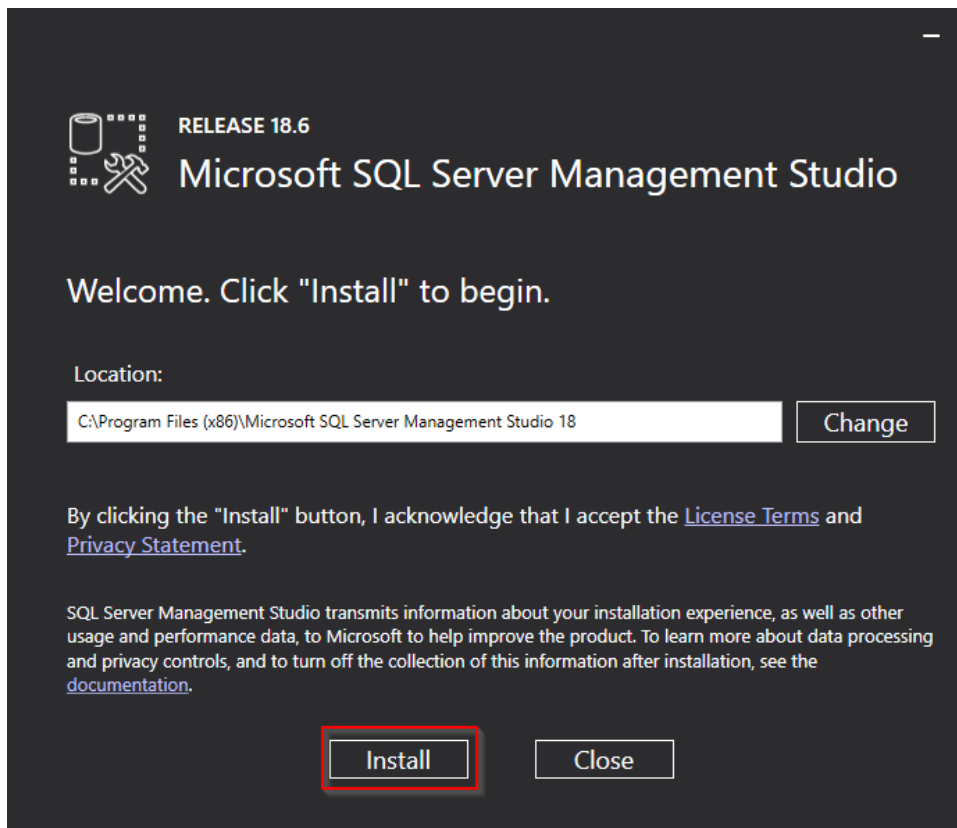 RELEASE 18.6
Microsoft SQL Server Management Studio
Welcome. Click "Install" to begin.
Location:
C:\Program Files (x86)\Microsoft SQL Server Management Studio 18
Change
By clicking the "Install" button, I acknowledge that I accept the License Terms and
Privacy Statement.
SQL Server Management Studio transmits information about your installation experience, as well as other
usage and performance data, to Microsoft to help improve the product. To learn more about data processing
and privacy controls, and to turn off the collection of this information after installation, see the
documentation.
Install
Close